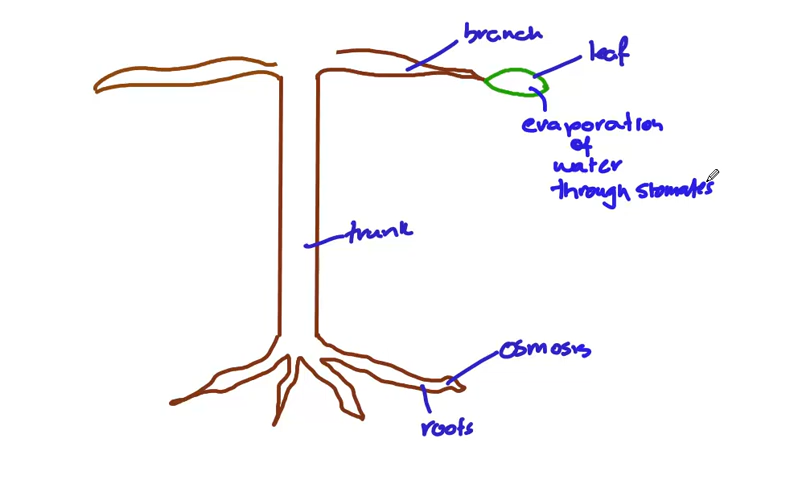 branch
leaf
evaporation
of
water
through stomates
trunk
osmosis
roots